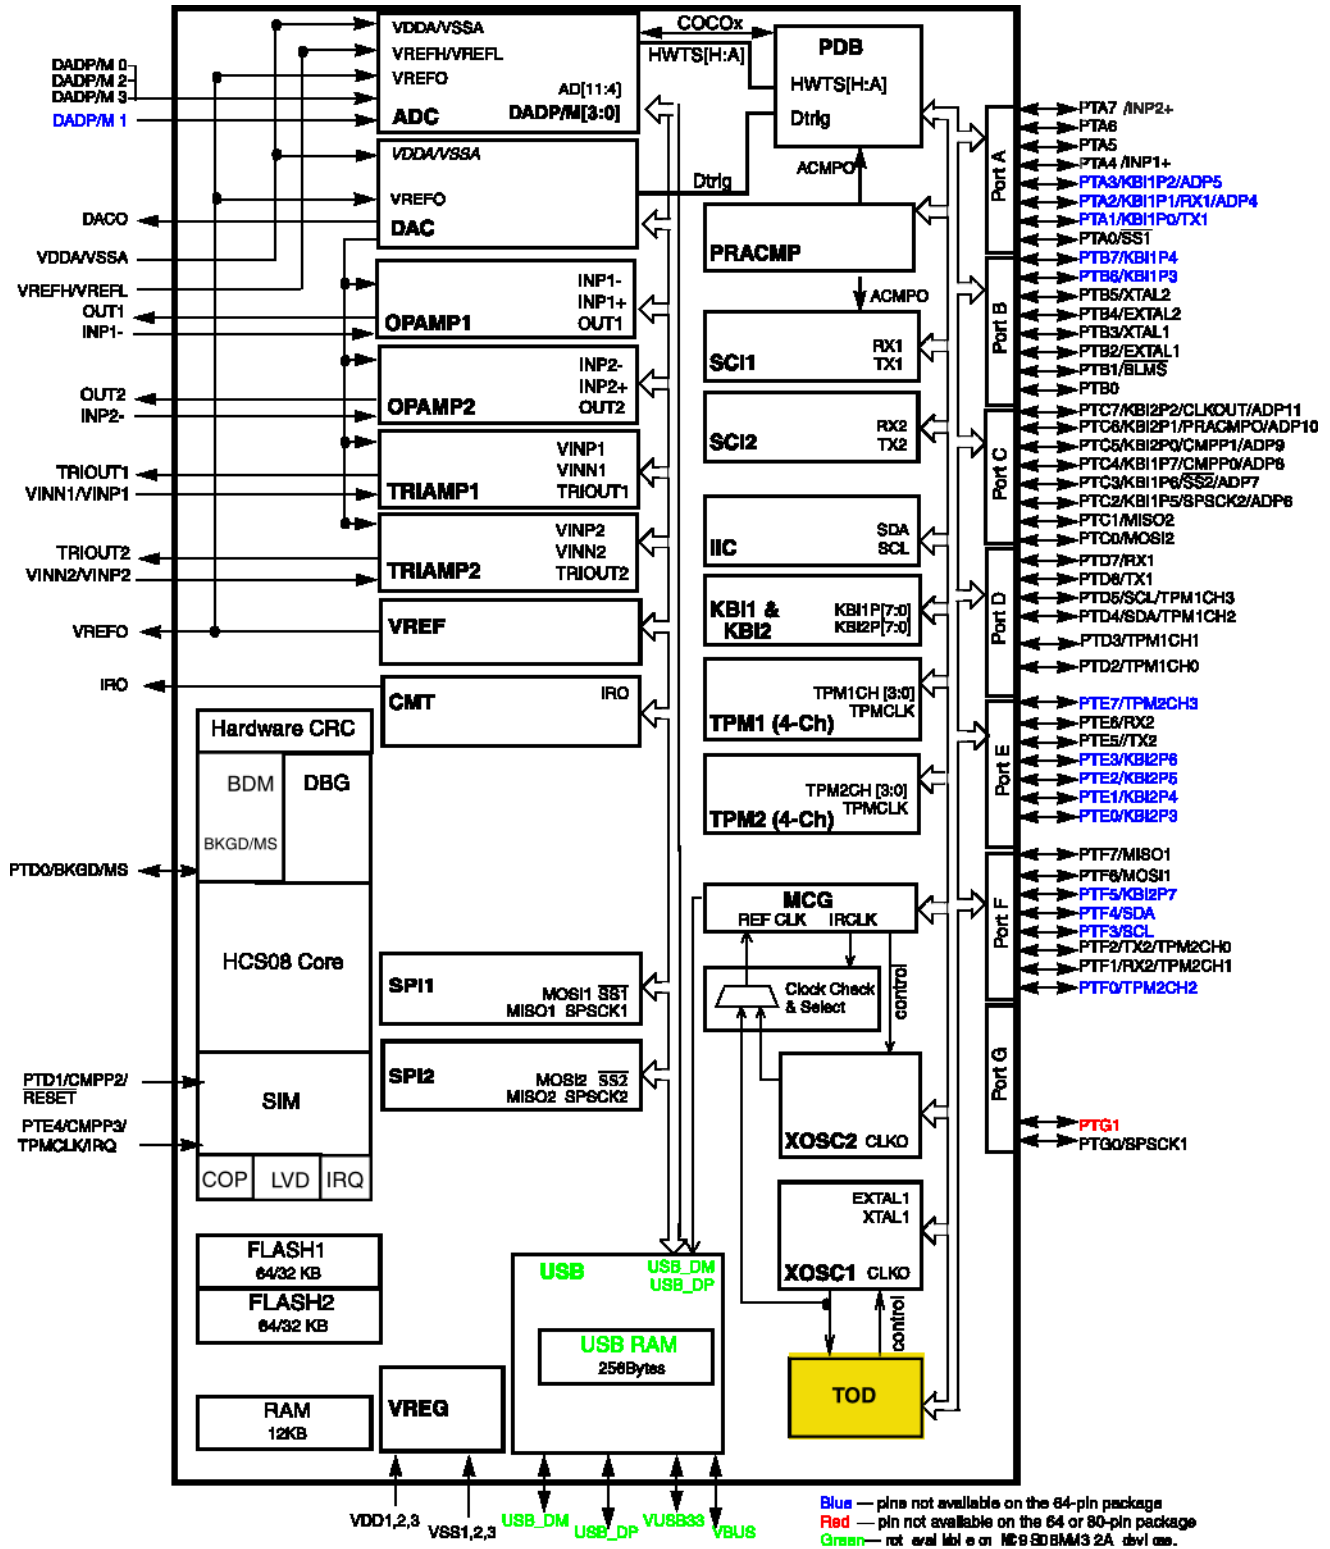 VDDA/VSSA
VREFH/VREFL
VREFO
AD[11:4]
ADC DADP/M[3:0]
DADP/M 0
DADP/M 2
DADP/M 3
DADP/M 1
COCOx
HWTS[H:A]
PDB
HWTS[H:A]
Dtrig
ACMPO
VDDA/VSSA
VREFO
DAC
Dtrig
DACO
VDDA/VSSA
VREFH/VREFL
OUT1
INP1-
INP1-
INP1+
OPAMP1 OUT1
OUT2
INP2-
INP2-
INP2+
OPAMP2 OUT2
VINP1
VINN1
TRIAMP1 TRIOUT1
TRIOUT1
VINN1/VINP1
VINP2
VINN2
TRIAMP2 TRIOUT2
TRIOUT2
VINN2/VINP2
VREF
VREFO
CMT IRO
IRO
Hardware CRC
BDM DBG
BKGD/MS
PTD0/BKGD/MS
HCS08 Core
SIM
PTD1/CMPP2/
RESET
PTE4/CMPP3/
TPMCLK/IRQ
COP LVD IRQ
FLASH1
64/32 KB
FLASH2
64/32 KB
RAM
12KB
SPI1
MOSI1 SS1
MISO1 SPSCK1
SPI2
MOSI2 SS2
MISO2 SPSCK2
VREG
VDD1,2,3
VSS1,2,3
USB USB_DM
USB_DP
USB RAM
256Bytes
USB_DM
USB_DP
VUSB33
VBUS
PRACMP
ACMPO
SCI1
RX1
TX1
SCI2
RX2
TX2
IIC
SDA
SCL
KBI1 &
KBI2
KBI1P[7:0]
KBI2P[7:0]
TPM1CH [3:0]
TPMCLK
TPM1 (4-Ch)
TPM2CH [3:0]
TPMCLK
TPM2 (4-Ch)
MCG
REF CLK IRCLK
Clock Check
& Select
control
XOSC2 CLKO
EXTAL1
XTAL1
XOSC1 CLKO
control
TOD
Port A
PTA7 /INP2+
PTA6
PTA5
PTA4 /INP1+
PTA3/KBI1P2/ADP5
PTA2/KBI1P1/RX1/ADP4
PTA1/KBI1P0/TX1
PTA0/SS1
Port B
PTB7/KBI1P4
PTB6/KBI1P3
PTB5/XTAL2
PTB4/EXTAL2
PTB3/XTAL1
PTB2/EXTAL1
PTB1/BLMS
PTB0
Port C
PTC7/KBI2P2/CLKOUT/ADP11
PTC6/KBI2P1/PRACMPO/ADP10
PTC5/KBI2P0/CMPP1/ADP9
PTC4/KBI1P7/CMPP0/ADP8
PTC3/KBI1P6/SS2/ADP7
PTC2/KBI1P5/SPSCK2/ADP6
PTC1/MISO2
PTC0/MOSI2
Port D
PTD7/RX1
PTD6/TX1
PTD5/SCL/TPM1CH3
PTD4/SDA/TPM1CH2
PTD3/TPM1CH1
PTD2/TPM1CH0
Port E
PTE7/TPM2CH3
PTE6/RX2
PTE5//TX2
PTE3/KBI2P6
PTE2/KBI2P5
PTE1/KBI2P4
PTE0/KBI2P3
Port F
PTF7/MISO1
PTF6/MOSI1
PTF5/KBI2P7
PTF4/SDA
PTF3/SCL
PTF2/TX2/TPM2CH0
PTF1/RX2/TPM2CH1
PTF0/TPM2CH2
Port G
PTG1
PTG0/SPSCK1
Blue — pins not available on the 64-pin package
Red — pin not available on the 64 or 80-pin package
Green — not available on MC9S08MM32A devices.